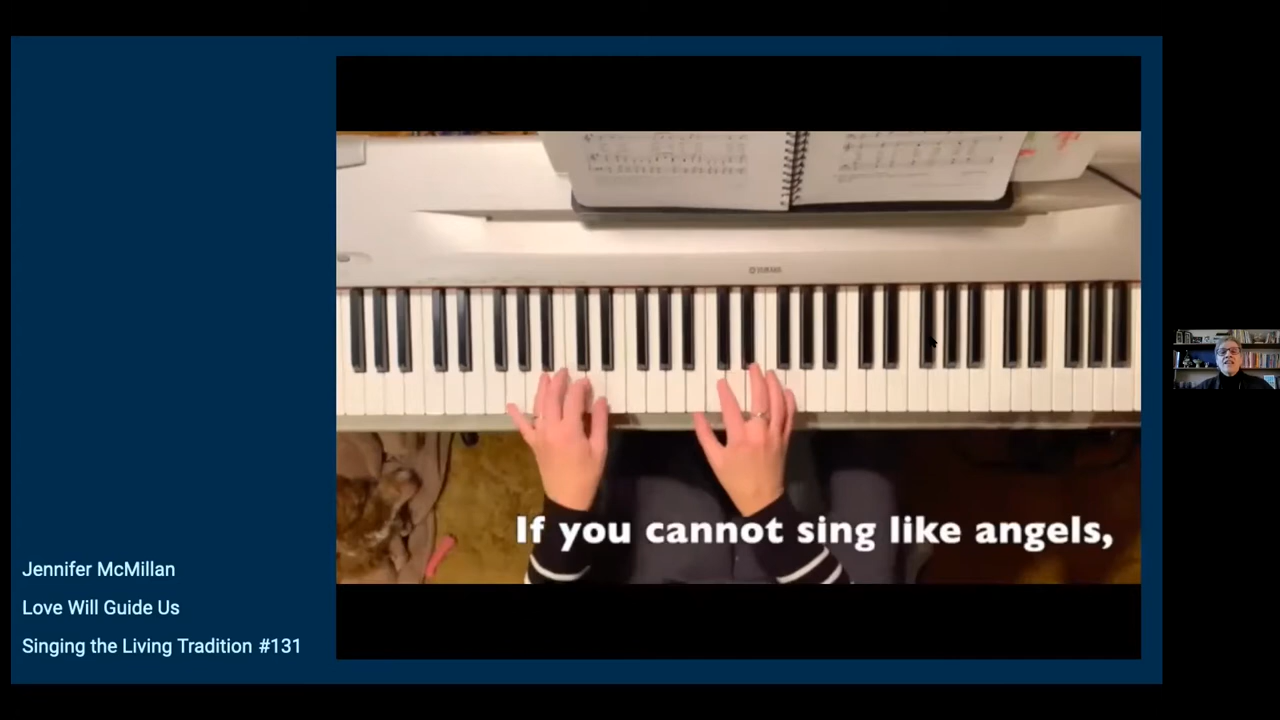 YAMAHA
If you cannot sing like angels,
Jennifer McMillan
Love Will Guide Us
Singing the Living Tradition #131